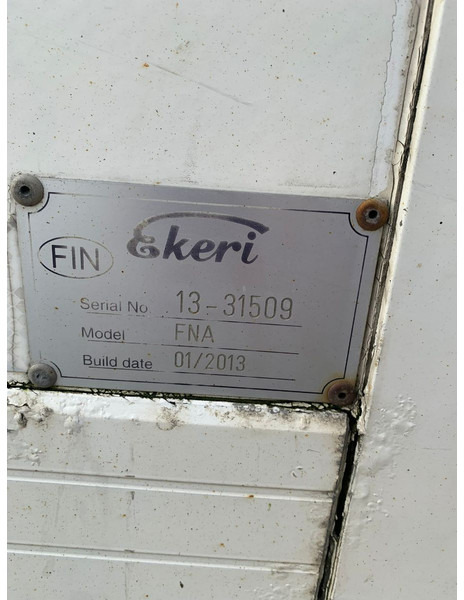 FIN Ekeri
Serial No 13-31509
Model FNA
Build date 01/2013